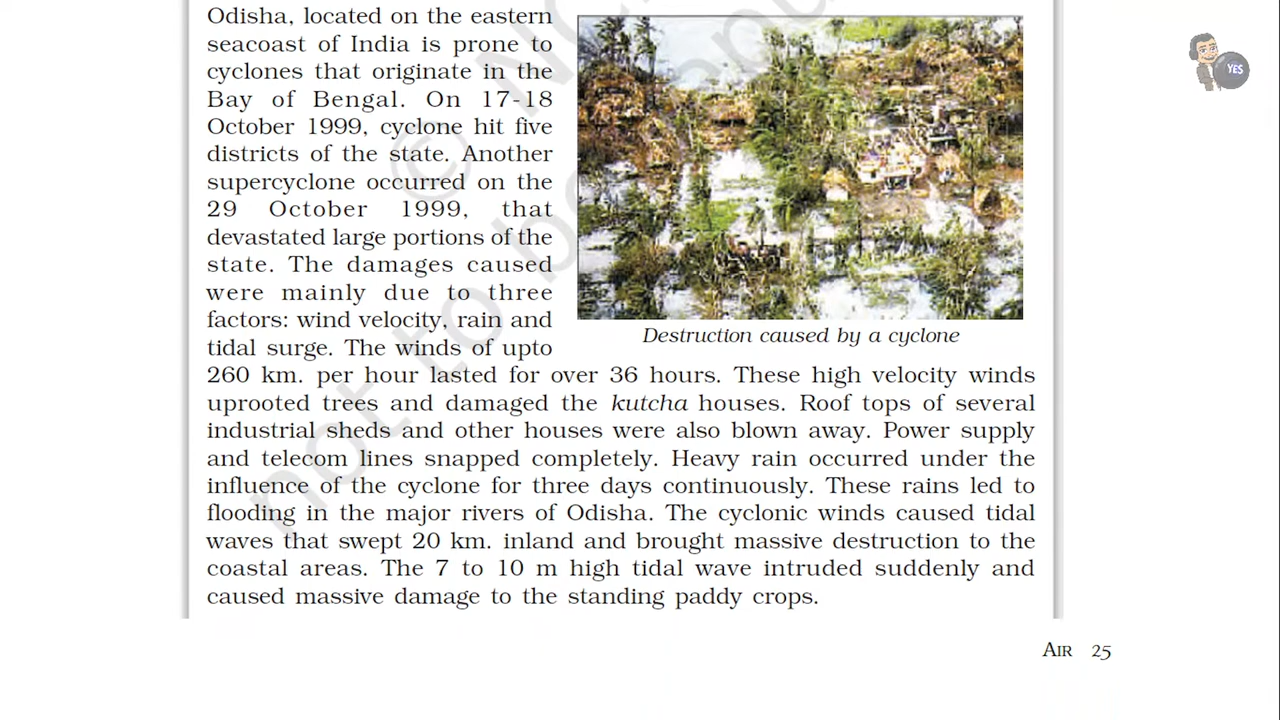 Odisha, located on the eastern
seacoast of India is prone to
cyclones that originate in the
Bay of Bengal. On 17-18
October 1999, cyclone hit five
districts of the state. Another
supercyclone occurred on the
29 October 1999, that
devastated large portions of the
state. The damages caused
were mainly due to three
factors: wind velocity, rain and
tidal surge. The winds of upto
260 km. per hour lasted for over 36 hours. These high velocity winds
uprooted trees and damaged the kutcha houses. Roof tops of several
industrial sheds and other houses were also blown away. Power supply
and telecom lines snapped completely. Heavy rain occurred under the
influence of the cyclone for three days continuously. These rains led to
flooding in the major rivers of Odisha. The cyclonic winds caused tidal
waves that swept 20 km. inland and brought massive destruction to the
coastal areas. The 7 to 10 m high tidal wave intruded suddenly and
caused massive damage to the standing paddy crops.
Destruction caused by a cyclone
YES
AIR 25
© NC
not to be